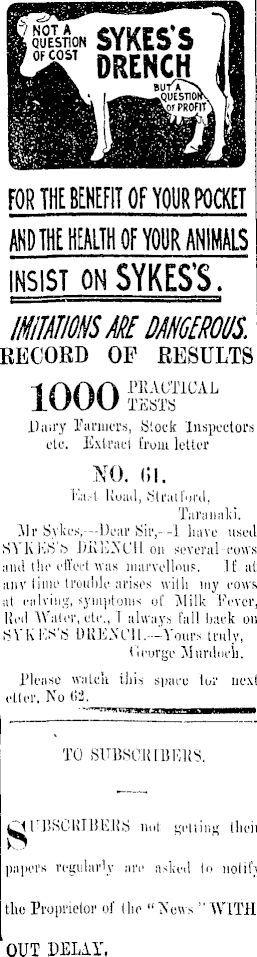 NOT A
QUESTION
OF COST
SYKES'S
DRENCH
BUT A
QUESTION
OF PROFIT
FOR THE BENEFIT OF YOUR POCKET
AND THE HEALTH OF YOUR ANIMALS
INSIST ON SYKES'S.
IMITATIONS ARE DANGEROUS.
RECORD OF RESULTS
1000 PRACTICAL
TESTS
Dairy Farmers, Stock Inspectors
etc. Extract from letter
NO. 61.
East Road, Stratford,
Taranaki.
Mr Sykes,--Dear Sir,--I have used
SYKES'S DRENCH on several cows
and the effect was marvellous. If at
any time trouble arises with my cows
at calving, symptoms of Milk Fever,
Red Water, etc., I always fall back on
SYKES'S DRENCH.--Yours truly,
George Murdoch.
Please watch this space for next
etter, No 62.
TO SUBSCRIBERS.
SUBSCRIBERS not getting their
papers regularly are asked to notify
the Proprietor of the "News" WITH
OUT DELAY.